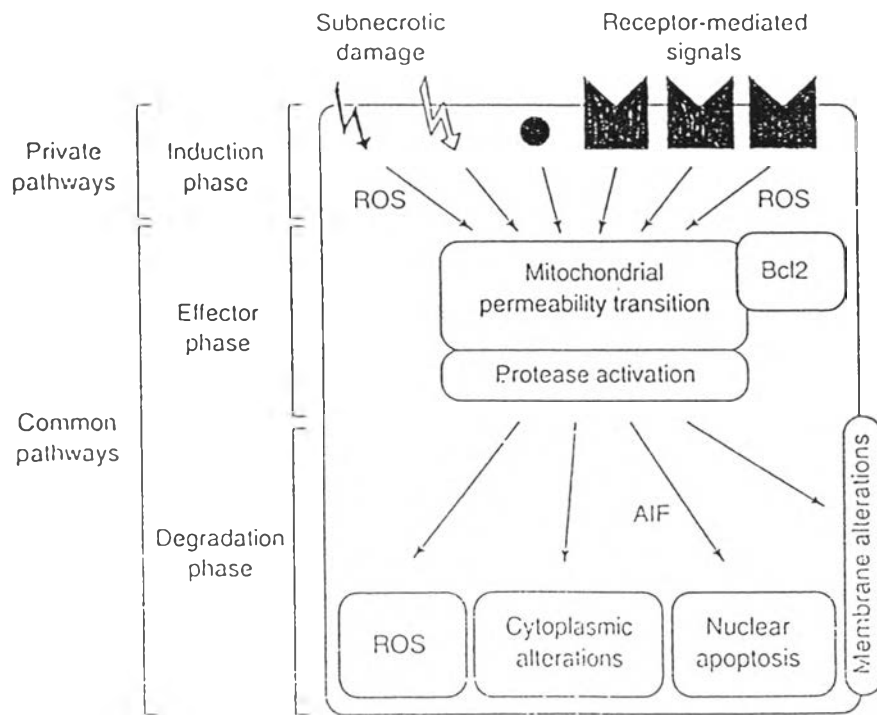 Subnecrotic
damage
Receptor-mediated
signals
Private
pathways
Induction
phase
ROS
ROS
Mitochondrial
permeability transition
Bcl2
Effector
phase
Protease activation
Common
pathways
Membrane alterations
AIF
Degradation
phase
ROS
Cytoplasmic
alterations
Nuclear
apoptosis